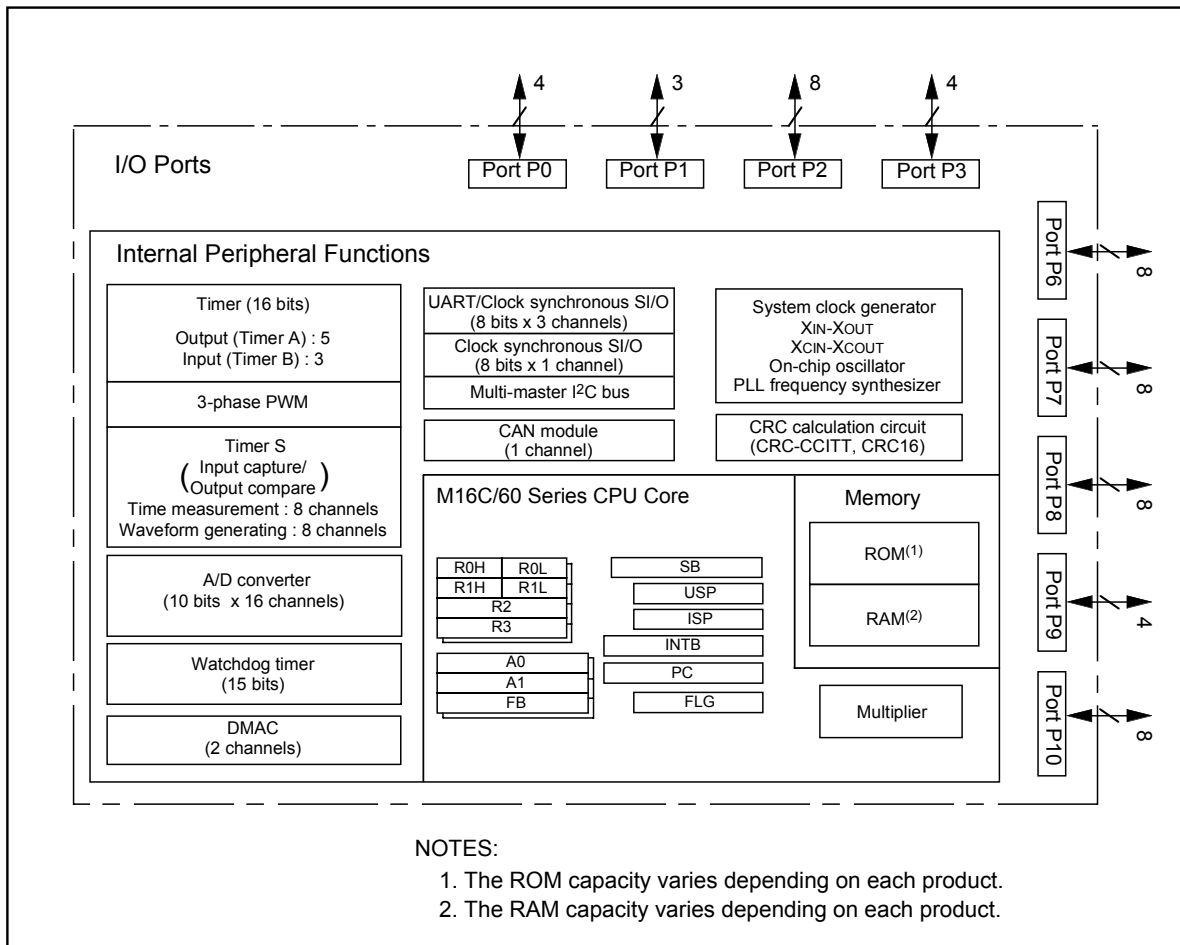 4
3
8
4
I/O Ports
Port P0
Port P1
Port P2
Port P3
Port P6
8
Port P7
8
Port P8
8
Port P9
4
Port P10
8
Internal Peripheral Functions
Timer (16 bits)
Output (Timer A) : 5
Input (Timer B) : 3
3-phase PWM
Timer S
(Input capture/
Output compare)
Time measurement : 8 channels
Waveform generating : 8 channels
A/D converter
(10 bits x 16 channels)
Watchdog timer
(15 bits)
DMAC
(2 channels)
UART/Clock synchronous SI/O
(8 bits x 3 channels)
Clock synchronous SI/O
(8 bits x 1 channel)
Multi-master I2C bus
CAN module
(1 channel)
System clock generator
XIN-XOUT
XCIN-XCOUT
On-chip oscillator
PLL frequency synthesizer
CRC calculation circuit
(CRC-CCITT, CRC16)
M16C/60 Series CPU Core
R0H
R0L
R1H
R1L
R2
R3
A0
A1
FB
SB
USP
ISP
INTB
PC
FLG
Memory
ROM(1)
RAM(2)
Multiplier
NOTES:
1. The ROM capacity varies depending on each product.
2. The RAM capacity varies depending on each product.